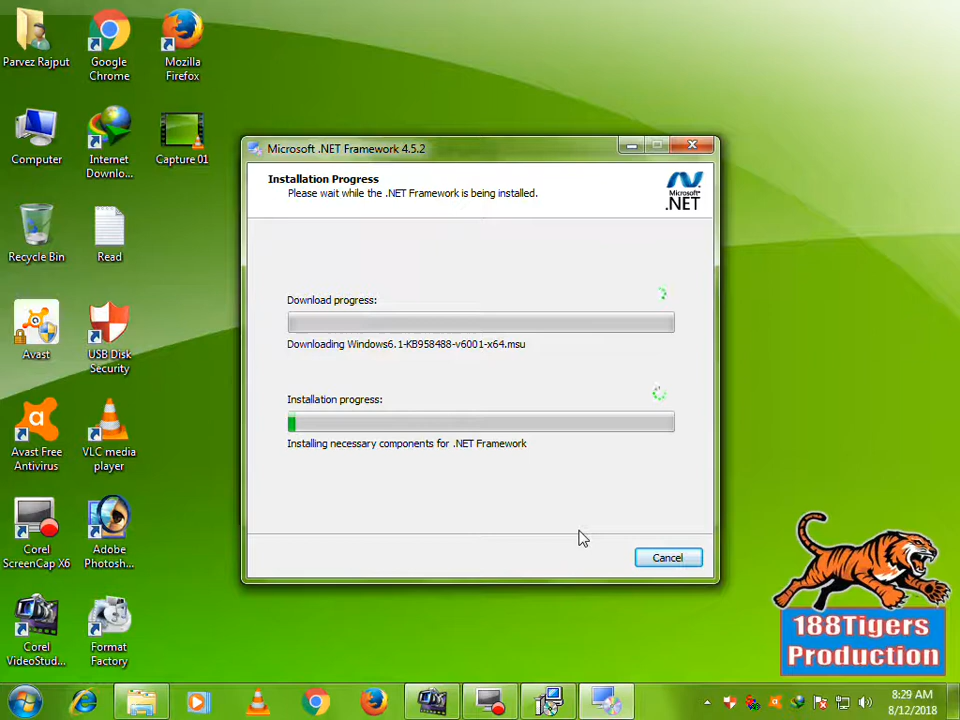 Parvez Rajput
Google
Chrome
Mozilla
Firefox
Computer
Internet
Downlo...
Capture 01
Recycle Bin
Read
Avast
USB Disk
Security
Avast Free
Antivirus
VLC media
player
Corel
ScreenCap X6
Adobe
Photosh...
Corel
VideoStud...
Format
Factory
Microsoft .NET Framework 4.5.2
Installation Progress
Please wait while the .NET Framework is being installed.
Microsoft
.NET
Download progress:
Downloading Windows6.1-KB958488-v6001-x64.msu
Installation progress:
Installing necessary components for .NET Framework
Cancel
188Tigers
Production
8:29 AM
8/12/2018